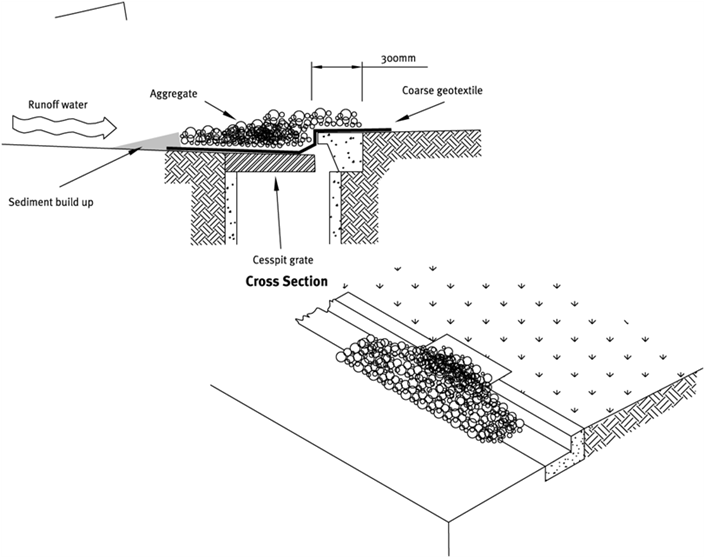 300mm
Aggregate
Coarse geotextile
Runoff water
Sediment build up
Cesspit grate
Cross Section